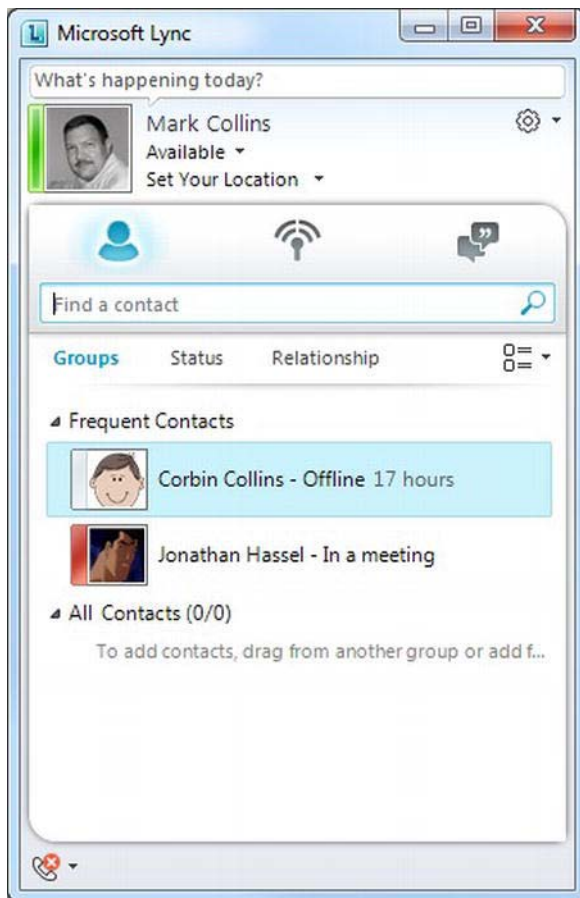 Microsoft Lync
What's happening today?
Mark Collins
Available
Set Your Location
Find a contact
Groups Status Relationship
Frequent Contacts
Corbin Collins - Offline 17 hours
Jonathan Hassel - In a meeting
All Contacts (0/0)
To add contacts, drag from another group or add f...